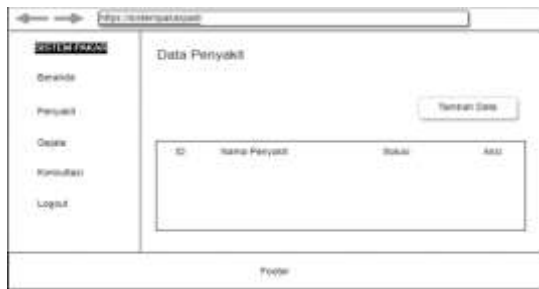 SISTEM PAKAR
Beranda
Penyakit
Gejala
Konsultasi
Logout
Data Penyakit
Tambah Data
ID Nama Penyakit Solusi Aksi
Footer